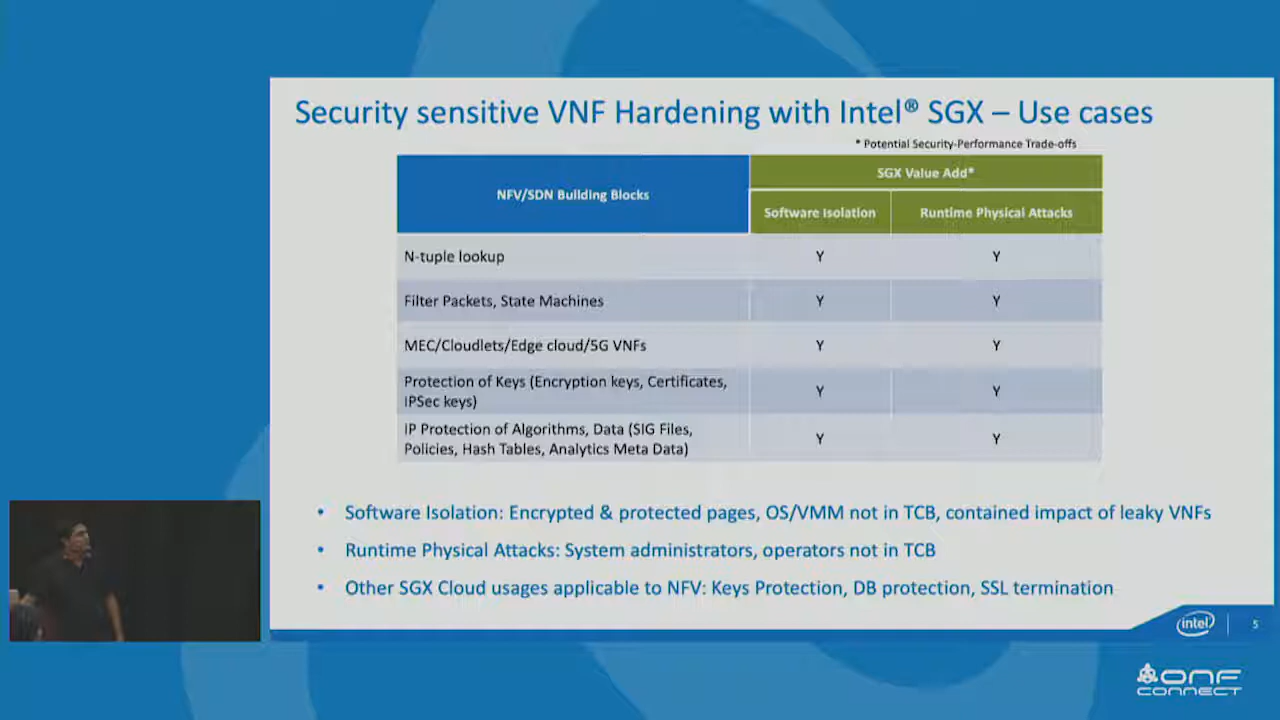 Security sensitive VNF Hardening with Intel® SGX – Use cases
* Potential Security-Performance Trade-offs
NFV/SDN Building Blocks
SGX Value Add*
Software Isolation
Runtime Physical Attacks
N-tuple lookup Y Y
Filter Packets, State Machines Y Y
MEC/Cloudlets/Edge cloud/5G VNFs Y Y
Protection of Keys (Encryption keys, Certificates,
IPSec keys) Y Y
IP Protection of Algorithms, Data (SIG Files,
Policies, Hash Tables, Analytics Meta Data) Y Y
• Software Isolation: Encrypted & protected pages, OS/VMM not in TCB, contained impact of leaky VNFs
• Runtime Physical Attacks: System administrators, operators not in TCB
• Other SGX Cloud usages applicable to NFV: Keys Protection, DB protection, SSL termination
intel
5
ONF
CONNECT